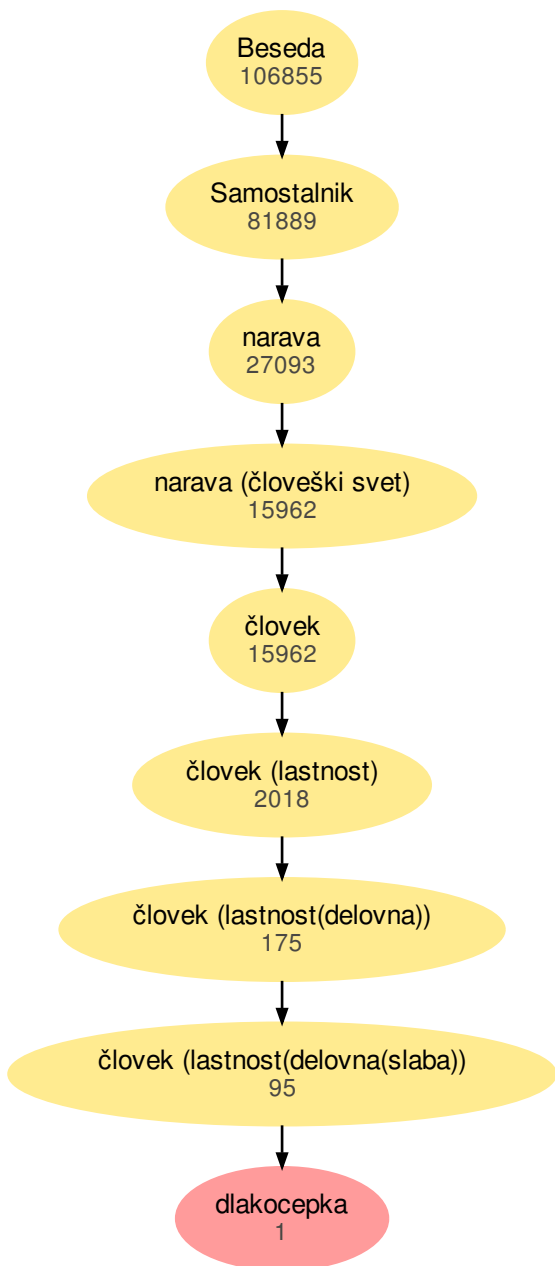 Beseda
106855
Samostalnik
81889
narava
27093
narava (človeški svet)
15962
človek
15962
človek (lastnost)
2018
človek (lastnost(delovna))
175
človek (lastnost(delovna(slaba))
95
dlakocepka
1